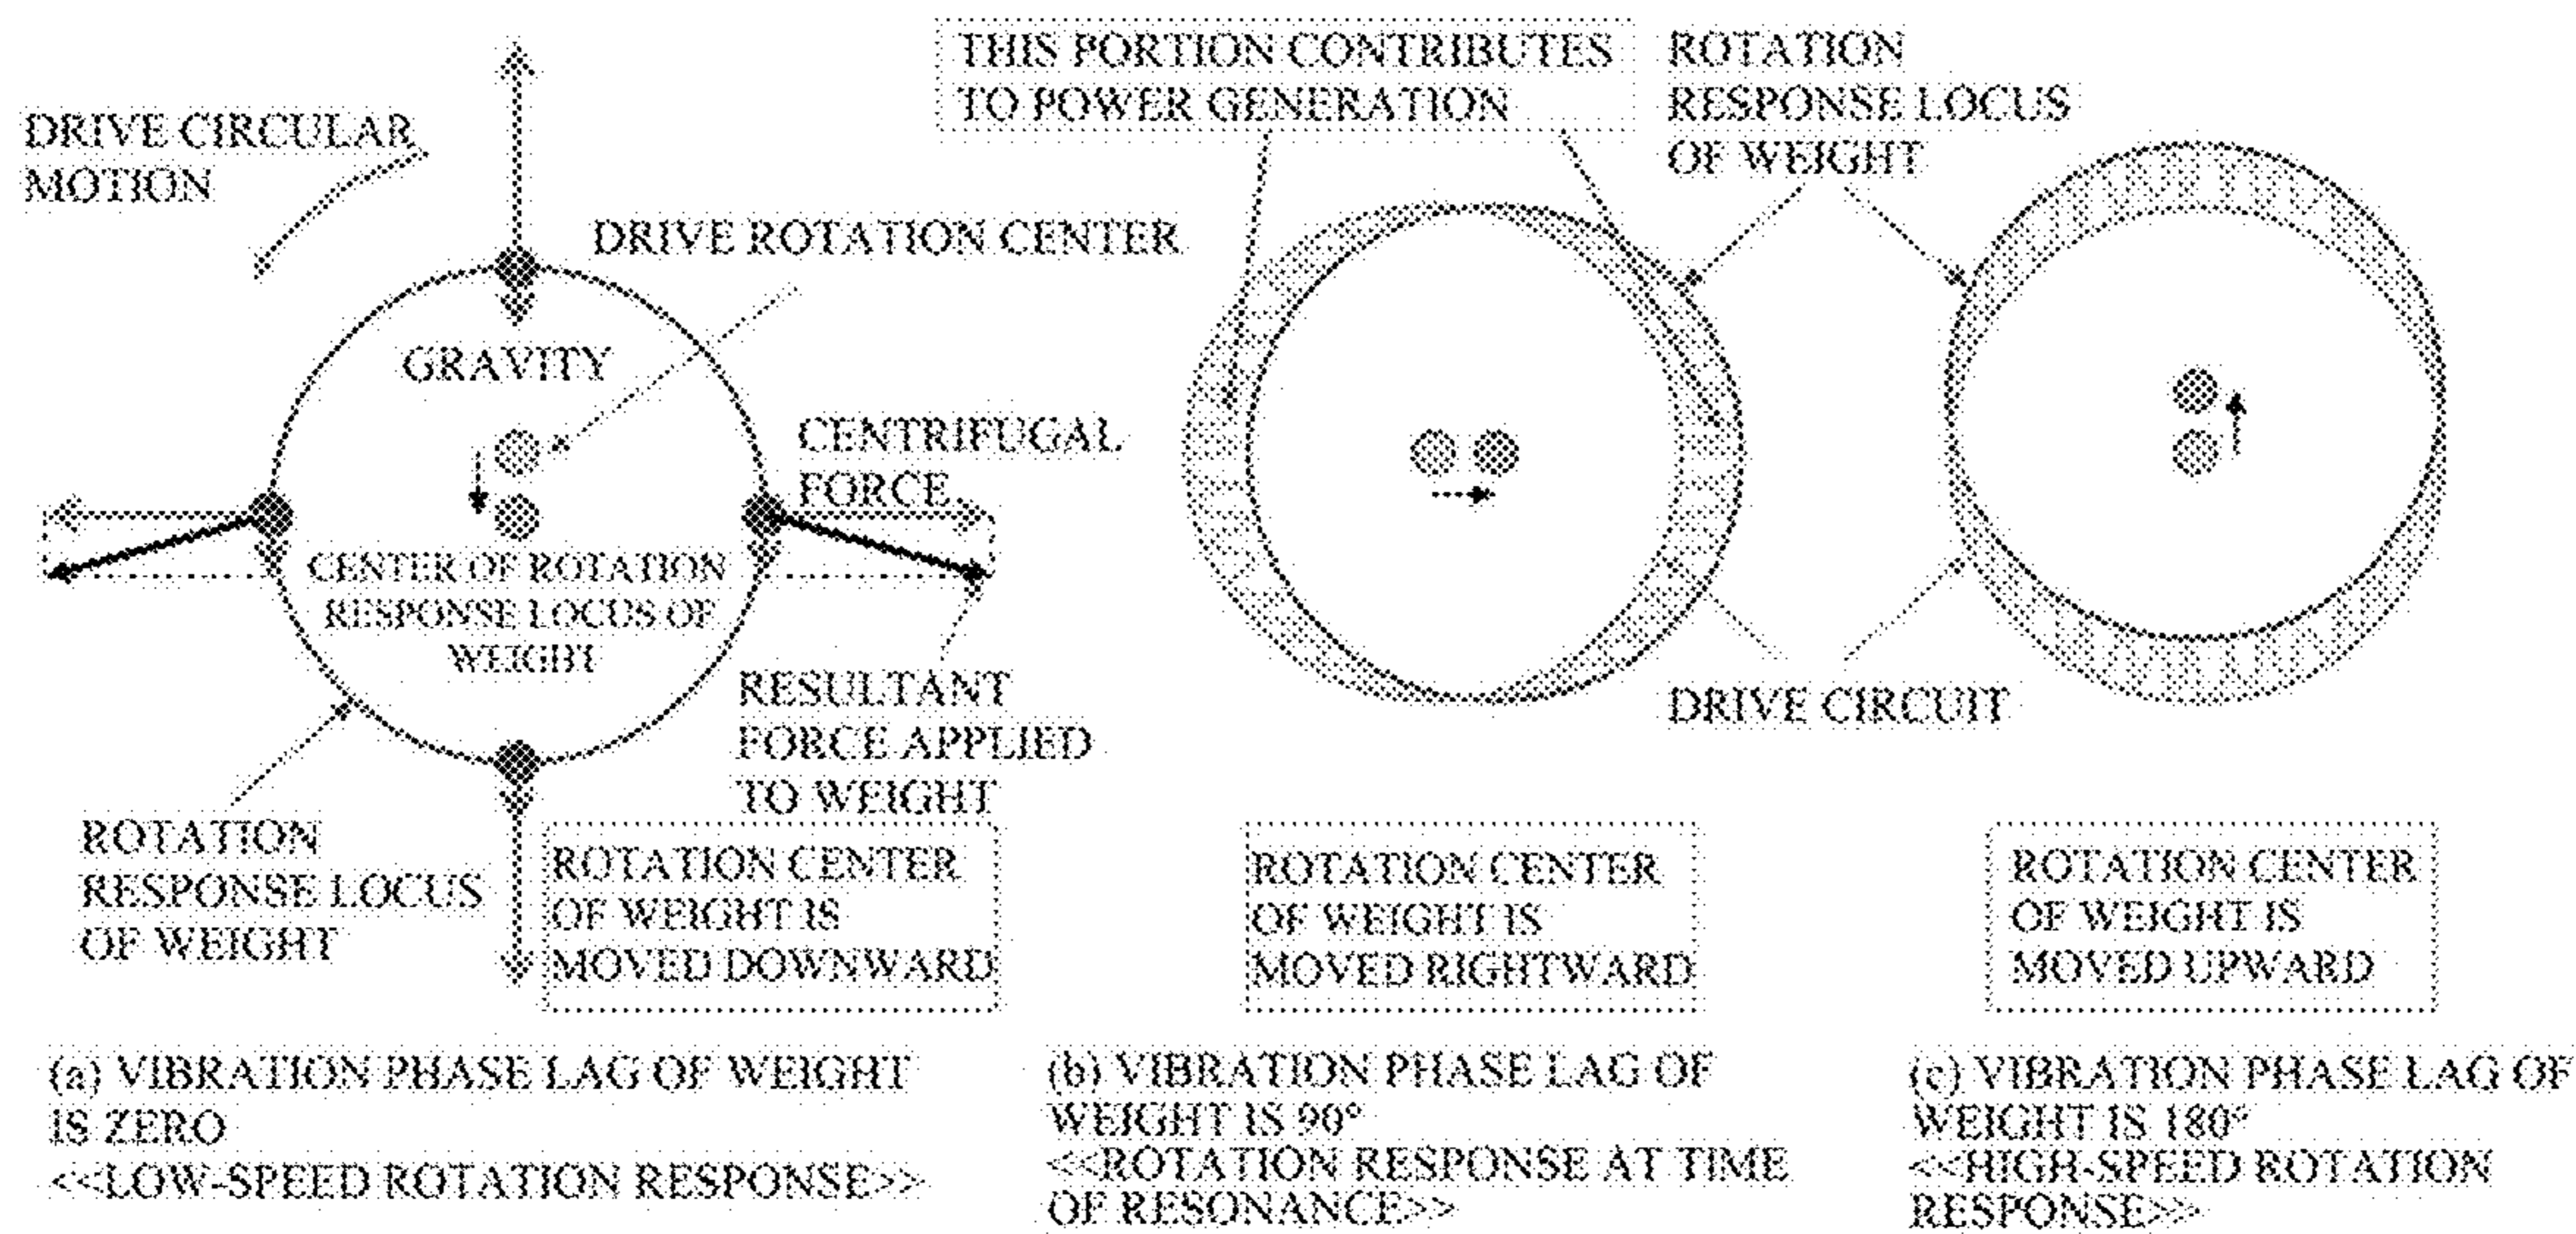 DRIVE CIRCULAR
MOTION
THIS PORTION CONTRIBUTES
TO POWER GENERATION
ROTATION
RESPONSE LOCUS
OF WEIGHT
DRIVE ROTATION CENTER
GRAVITY
CENTRIFUGAL
FORCE
CENTER OF ROTATION
RESPONSE LOCUS OF
WEIGHT
RESULTANT
FORCE APPLIED
TO WEIGHT
DRIVE CIRCUIT
ROTATION
RESPONSE LOCUS
OF WEIGHT
ROTATION CENTER
OF WEIGHT IS
MOVED DOWNWARD
ROTATION CENTER
OF WEIGHT IS
MOVED RIGHTWARD
ROTATION CENTER
OF WEIGHT IS
MOVED UPWARD
(a) VIBRATION PHASE LAG OF WEIGHT
IS ZERO
<<LOW-SPEED ROTATION RESPONSE>>
(b) VIBRATION PHASE LAG OF
WEIGHT IS 90°
<<ROTATION RESPONSE AT TIME
OF RESONANCE>>
(c) VIBRATION PHASE LAG OF
WEIGHT IS 180°
<<HIGH-SPEED ROTATION
RESPONSE>>